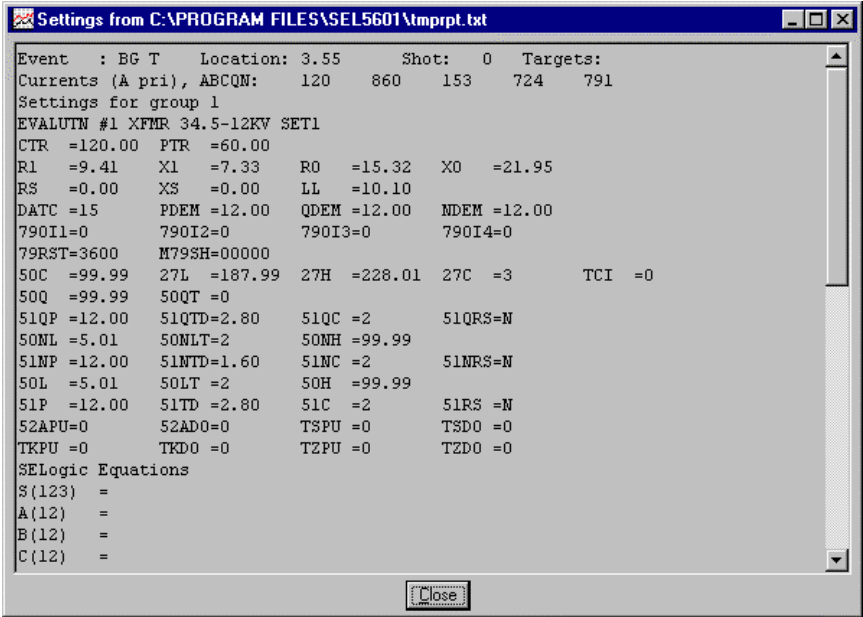 Settings from C:\PROGRAM FILES\SEL5601\tmprpt.txt
Event : BG T Location: 3.55 Shot: 0 Targets:
Currents (A pri), ABCQN: 120 860 153 724 791
Settings for group 1
EVALUTN #1 XFMR 34.5-12KV SET1
CTR =120.00 PTR =60.00
R1 =9.41 X1 =7.33 R0 =15.32 X0 =21.95
RS =0.00 XS =0.00 LL =10.10
DATC =15 PDEM =12.00 QDEM =12.00 NDEM =12.00
79OI1=0 79OI2=0 79OI3=0 79OI4=0
79RST=3600 M79SH=00000
50C =99.99 27L =187.99 27H =228.01 27C =3 TCI =0
50Q =99.99 50QT =0
51QP =12.00 51QTD=2.80 51QC =2 51QRS=N
50NL =5.01 50NLT=2 50NH =99.99
51NP =12.00 51NTD=1.60 51NC =2 51NRS=N
50L =5.01 50LT =2 50H =99.99
51P =12.00 51TD =2.80 51C =2 51RS =N
52APU=0 52ADO=0 TSPU =0 TSDO =0
TKPU =0 TKDO =0 TZPU =0 TZDO =0
SELogic Equations
S(123) =
A(12) =
B(12) =
C(12) =
Close